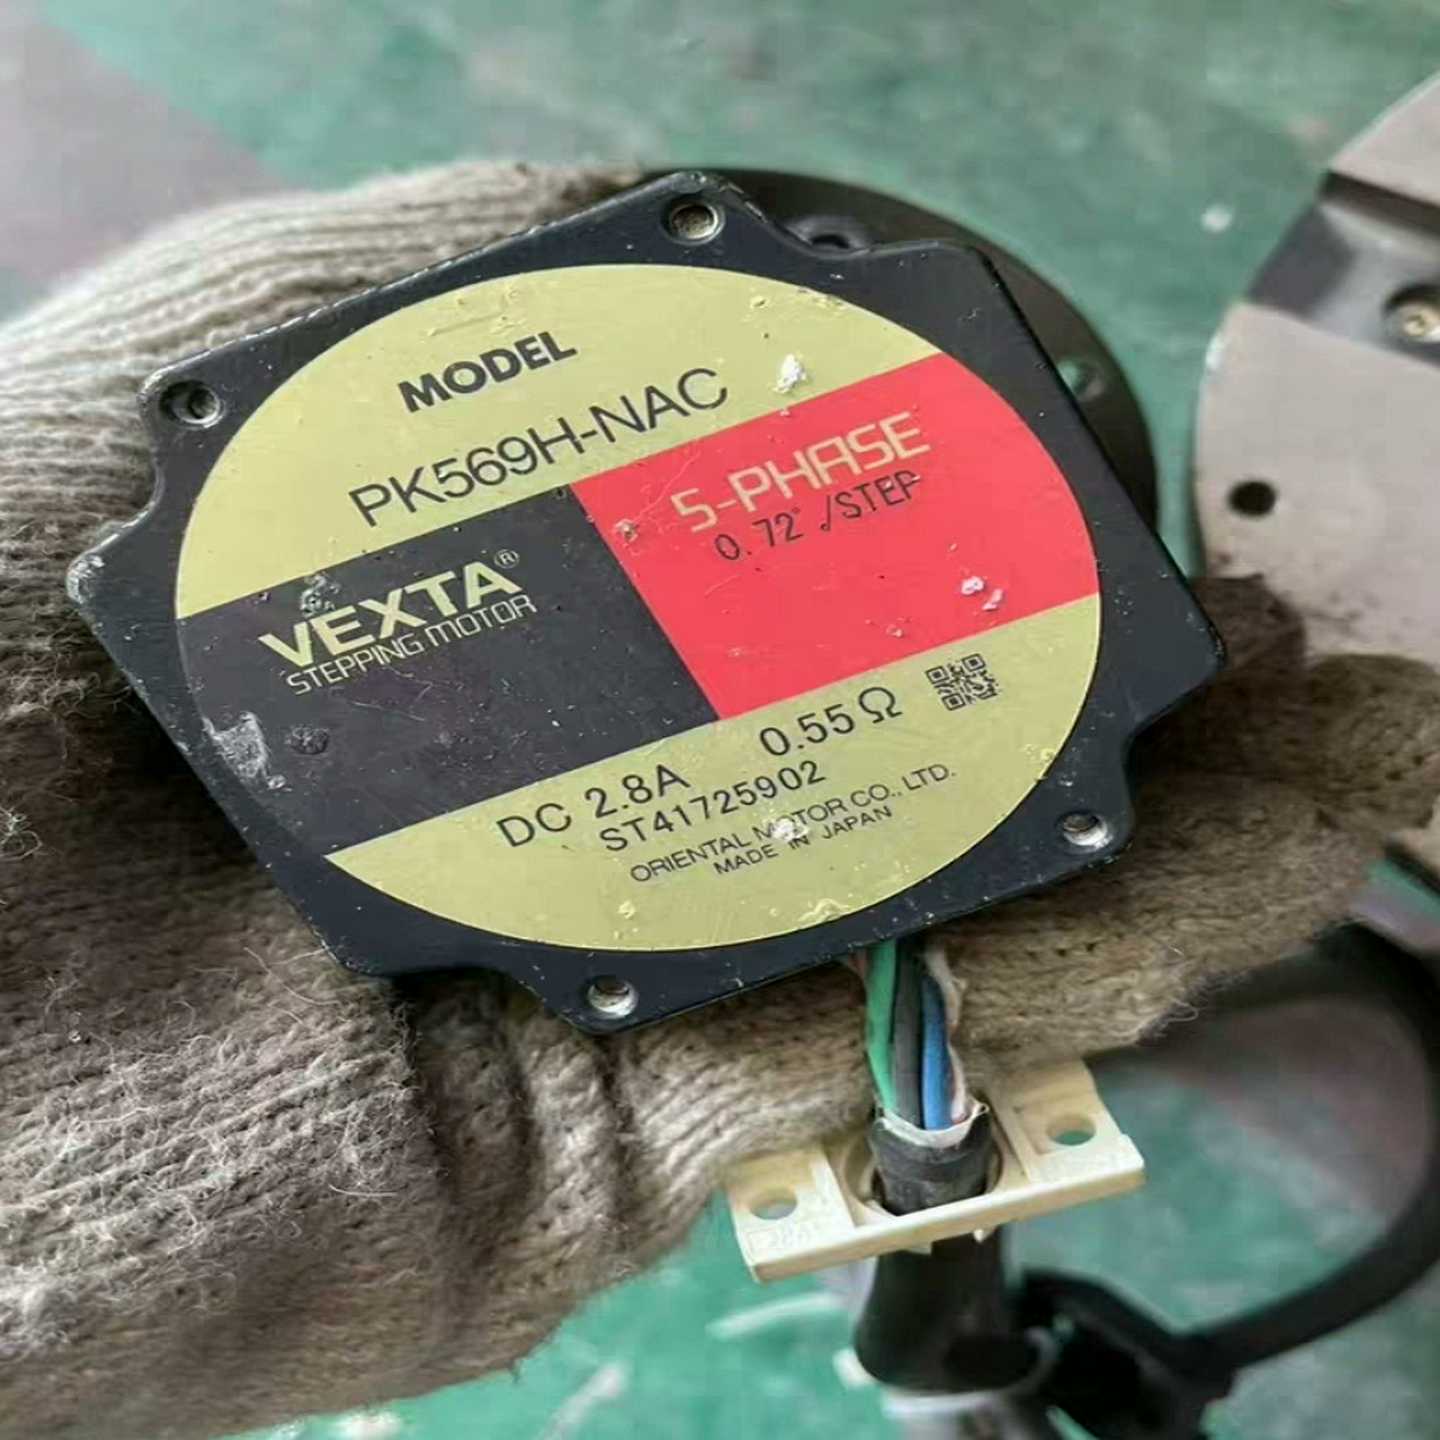 MODEL
PK569H-NAC
5-PHASE
0.72°/STEP
VEXTA®
STEPPING MOTOR
DC 2.8A 0.55Ω
ST41725902
ORIENTAL MOTOR CO., LTD.
MADE IN JAPAN